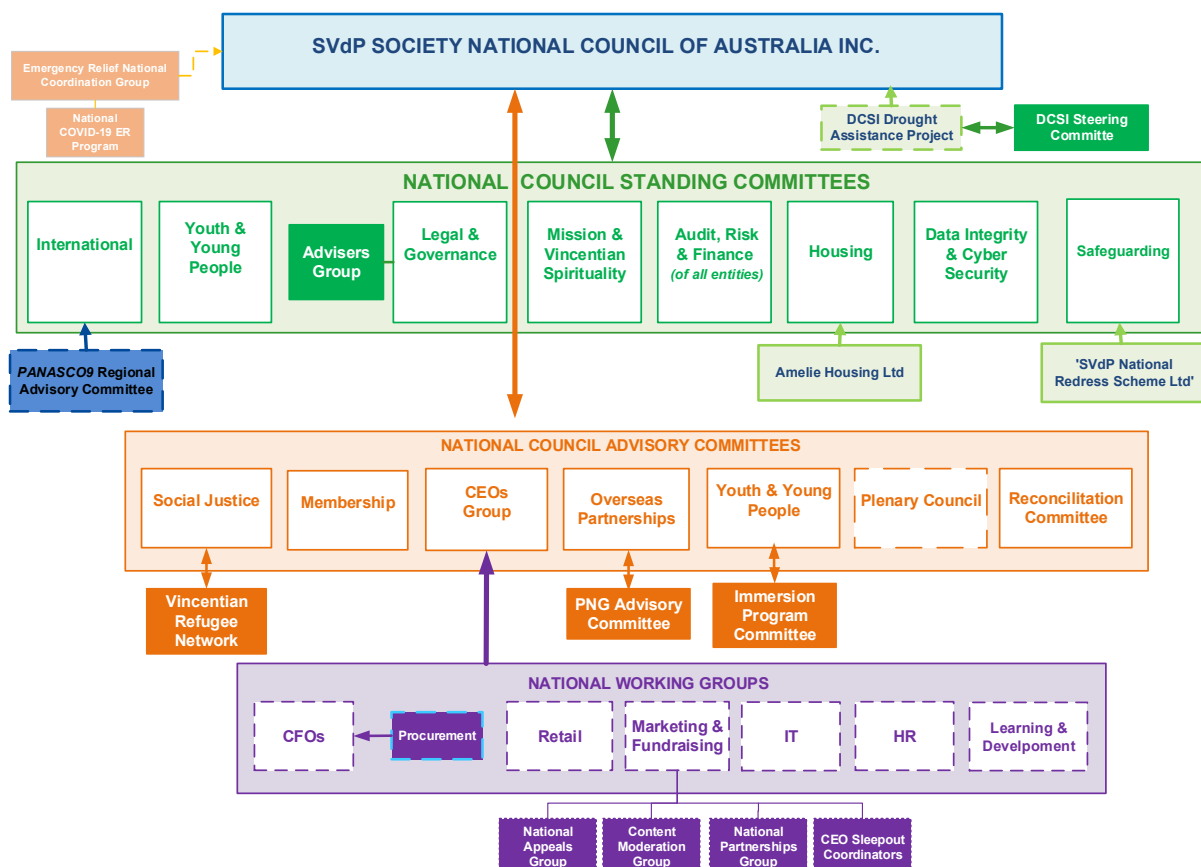 SVdP SOCIETY NATIONAL COUNCIL OF AUSTRALIA INC.
Emergency Relief National
Coordination Group
National
COVID-19 ER
Program
DCSI Drought
Assistance Project
DCSI Steering
Committe
NATIONAL COUNCIL STANDING COMMITTEES
International
Youth &
Young
People
Advisers
Group
Legal &
Governance
Mission &
Vincentian
Spirituality
Audit, Risk
& Finance
(of all entities)
Housing
Data Integrity
& Cyber
Security
Safeguarding
PANASCO9 Regional
Advisory Committee
Amelie Housing Ltd
'SVdP National
Redress Scheme Ltd'
NATIONAL COUNCIL ADVISORY COMMITTEES
Social Justice
Membership
CEOs
Group
Overseas
Partnerships
Youth & Young
People
Plenary Council
Reconcilitation
Committee
Vincentian
Refugee
Network
PNG Advisory
Committee
Immersion
Program
Committee
NATIONAL WORKING GROUPS
CFOs
Procurement
Retail
Marketing &
Fundraising
IT
HR
Learning &
Develpoment
National
Appeals
Group
Content
Moderation
Group
National
Partnerships
Group
CEO Sleepout
Coordinators